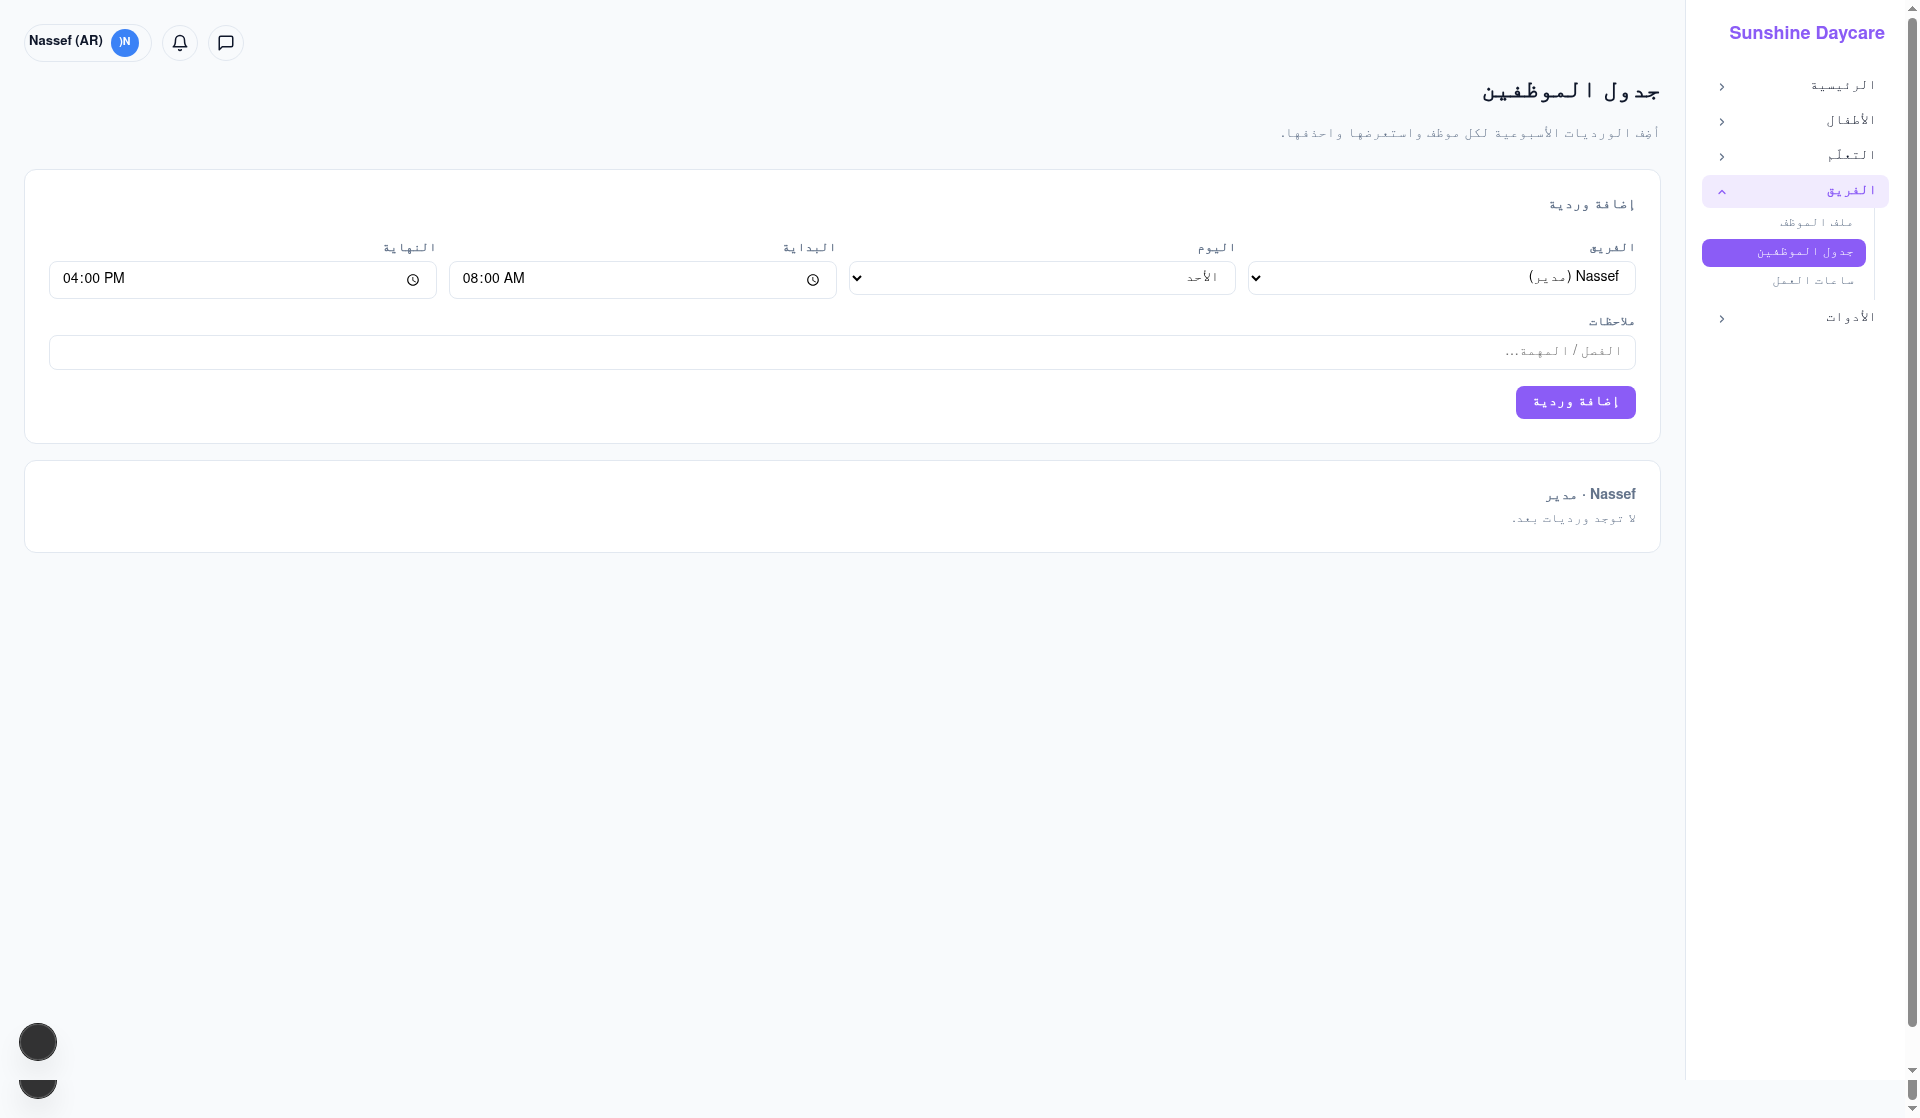 Sunshine Daycare
الرئيسية
الأطفال
التعلّم
الفريق
ملف الموظف
جدول الموظفين
ساعات العمل
الأدوات
Nassef (AR)
N(
جدول الموظفين
أضِف الورديات الأسبوعية لكل موظف واستعرضها واحذفها.
إضافة وردية
الفريق
Nassef (مدير)
اليوم
الأحد
البداية
08:00 AM
النهاية
04:00 PM
ملاحظات
الفصل / المهمة...
إضافة وردية
Nassef · مدير
لا توجد ورديات بعد.